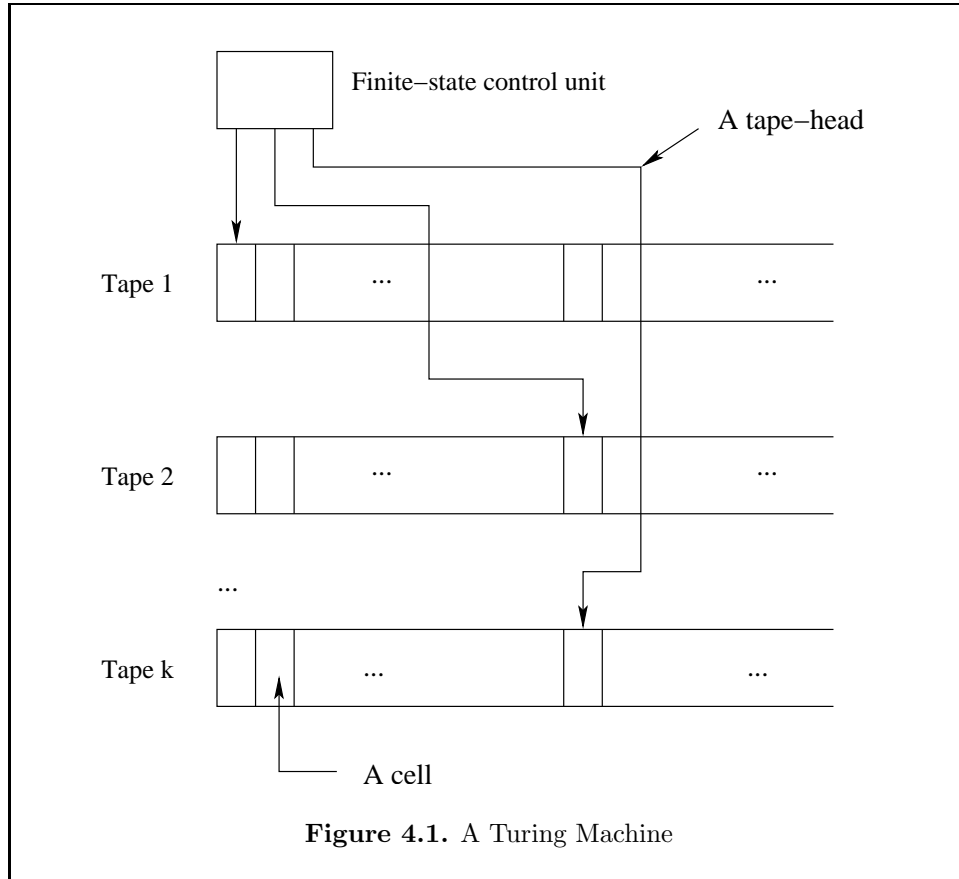 Finite−state control unit
A tape−head
Tape 1
...
...
Tape 2
...
...
...
Tape k
...
...
A cell
Figure 4.1. A Turing Machine